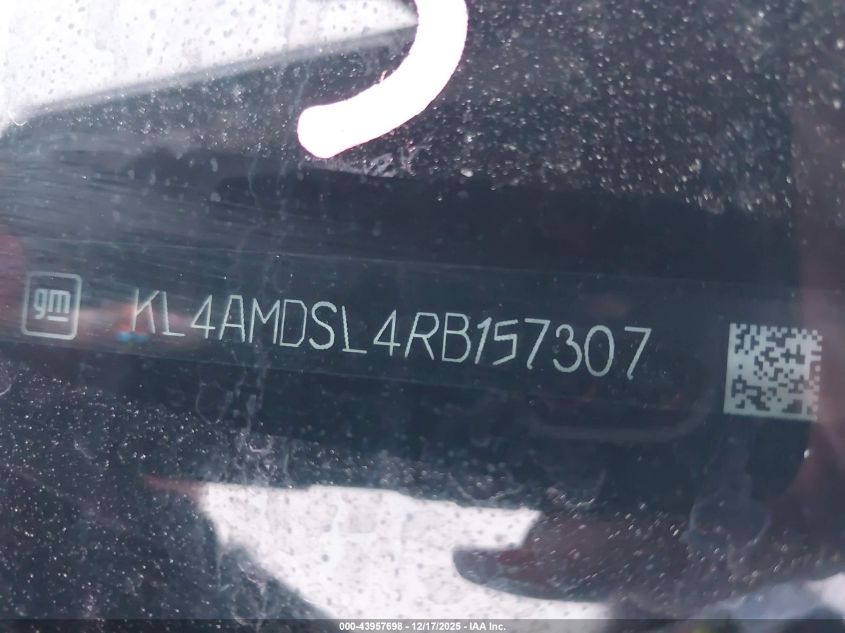 gm KL4AMDSL4RB157307
000-43957698 - 12/17/2025 - IAA Inc.